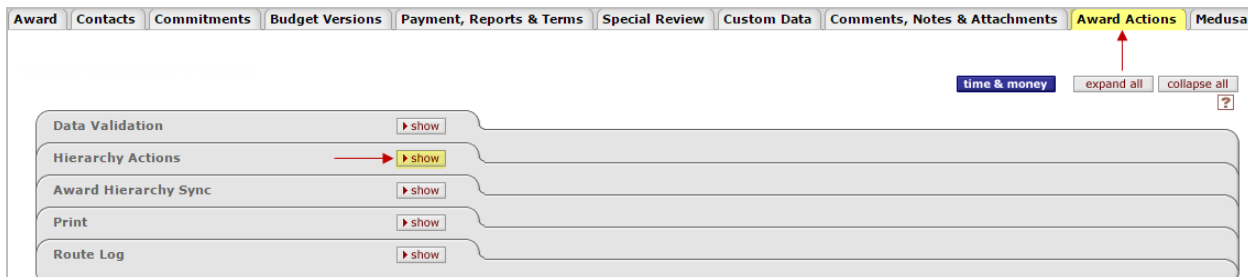 Award Contacts Commitments Budget Versions Payment, Reports & Terms Special Review Custom Data Comments, Notes & Attachments Award Actions Medusa
time & money expand all collapse all
?
Data Validation show
Hierarchy Actions show
Award Hierarchy Sync show
Print show
Route Log show